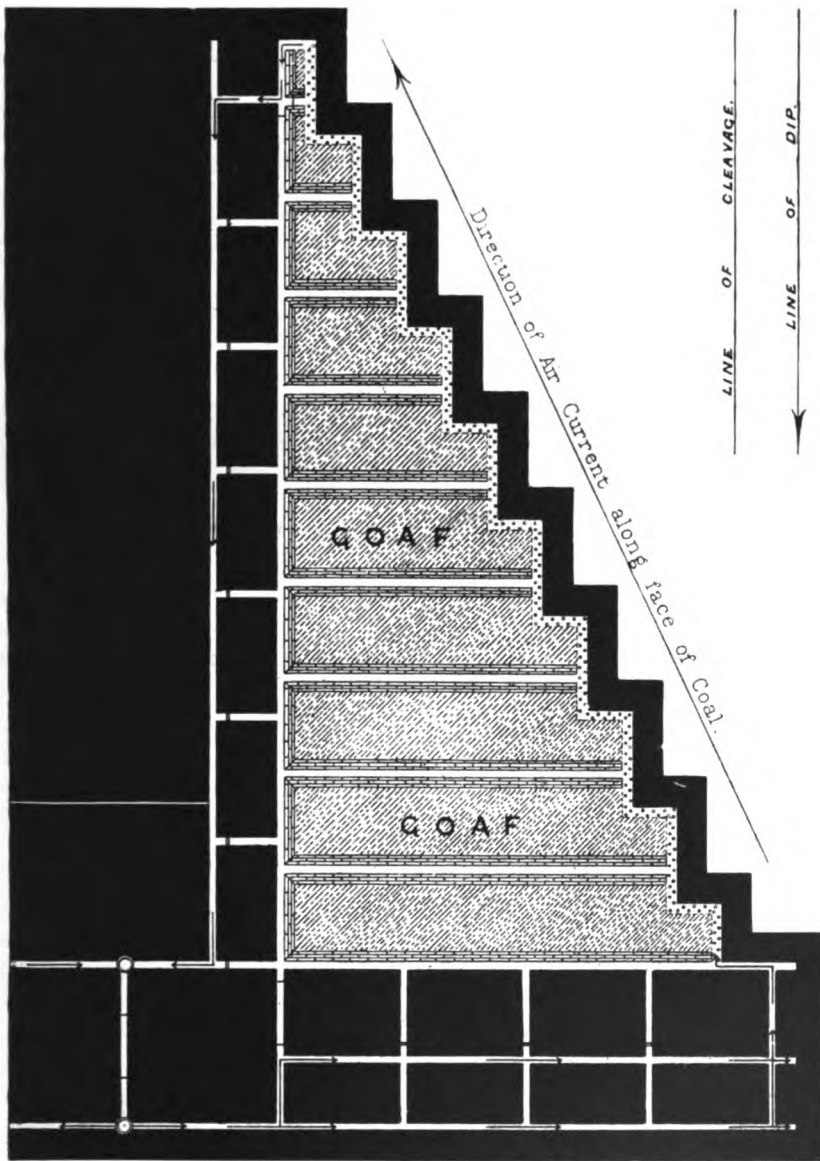 LINE OF CLEAVAGE.
LINE OF DIP.
Direction of Air Current along face of Coal.
GOAF
GOAF